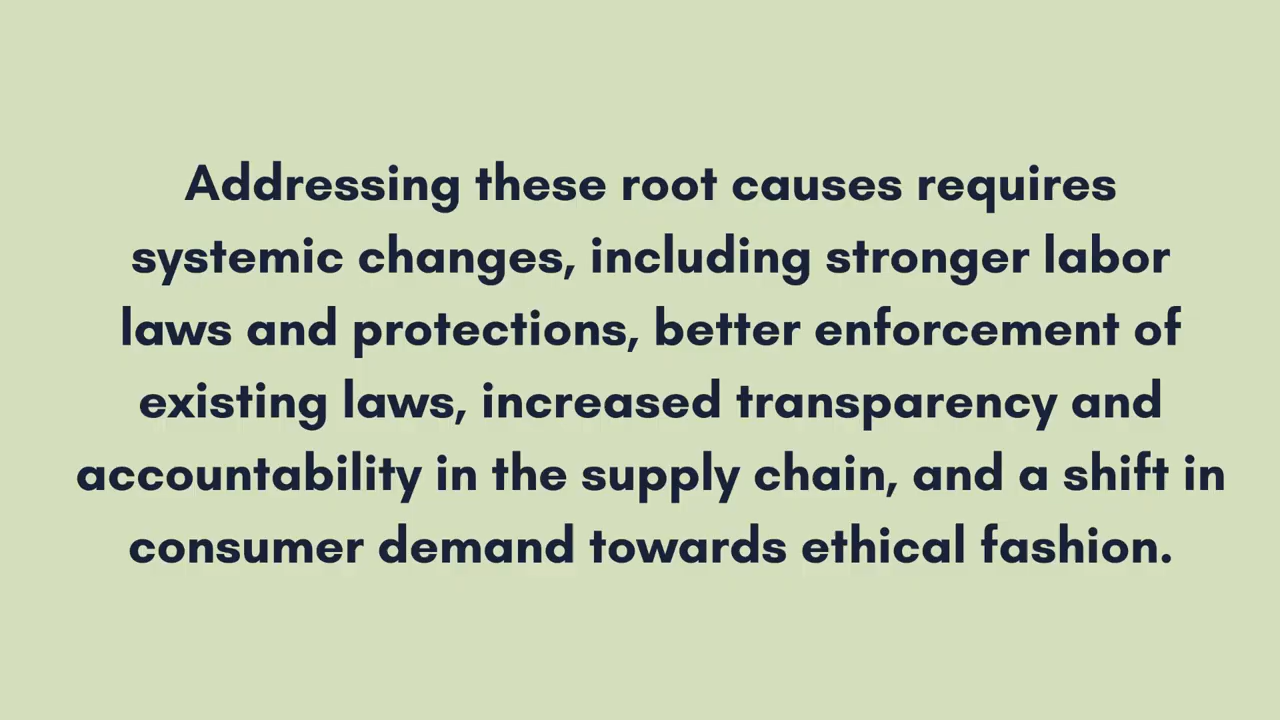 Addressing these root causes requires
systemic changes, including stronger labor
laws and protections, better enforcement of
existing laws, increased transparency and
accountability in the supply chain, and a shift in
consumer demand towards ethical fashion.